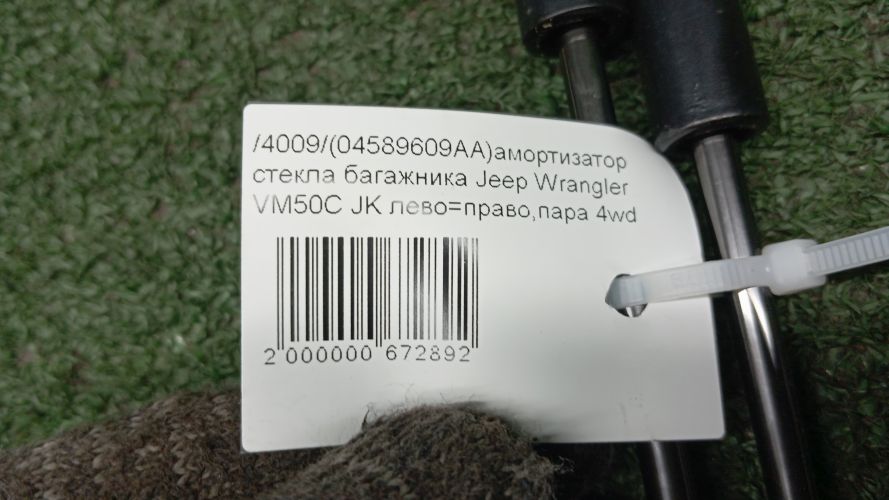 /4009/(04589609AA)амортизатор
стекла багажника Jeep Wrangler
VM50C JK лево=право,пара 4wd
2 000000 672892